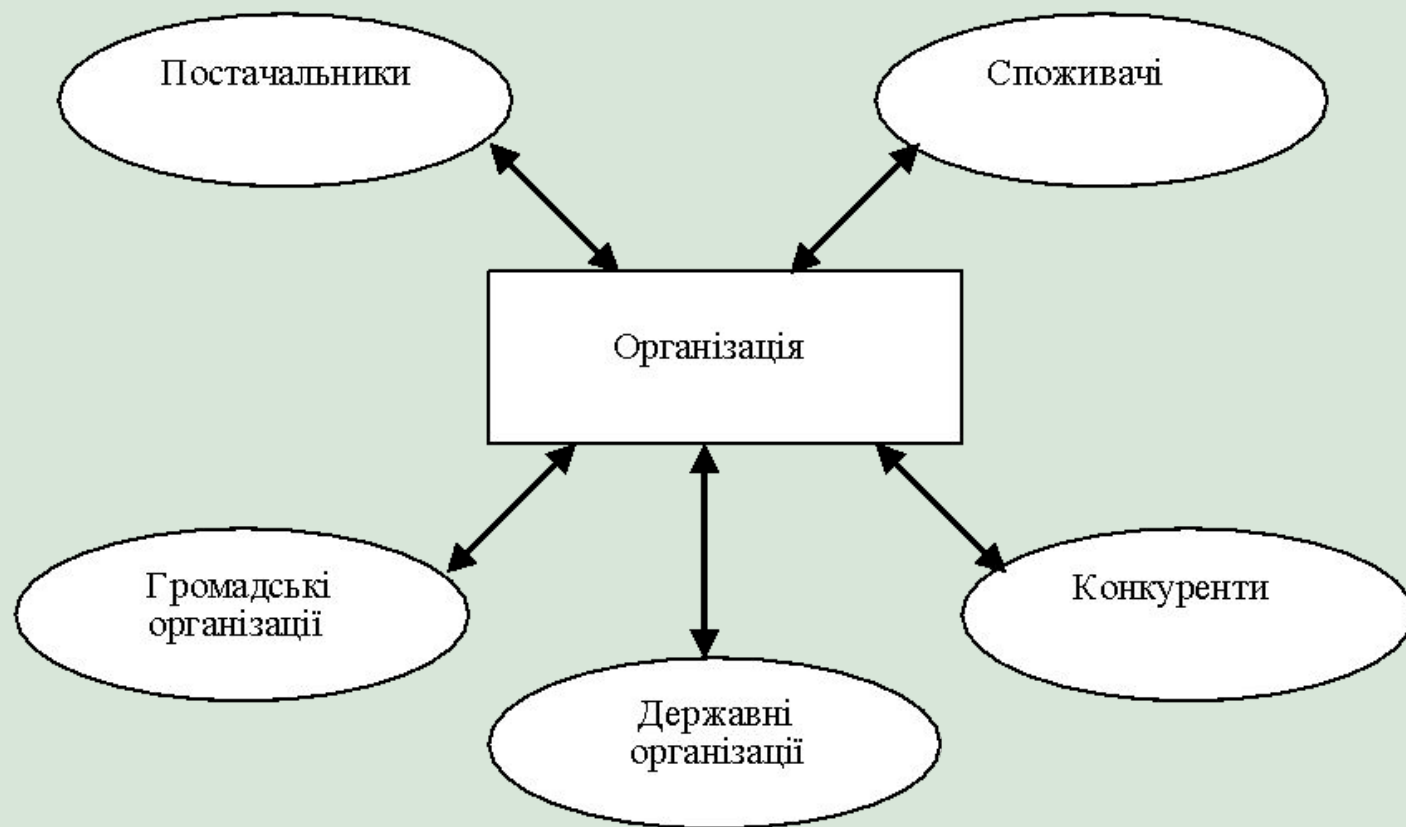 Постачальники
Споживачі
Організація
Громадські
організації
Державні
організації
Конкуренти